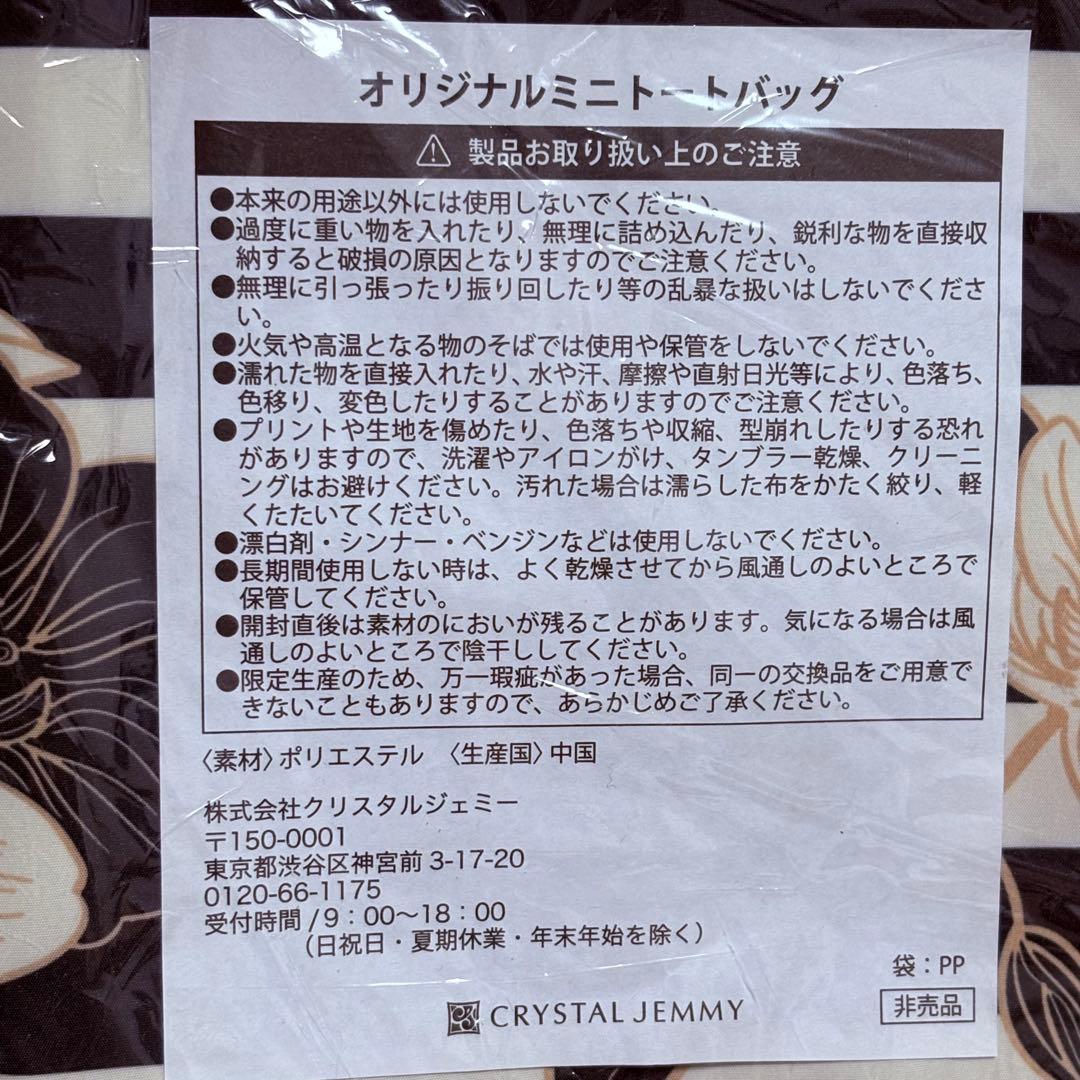 オリジナルミニトートバッグ
⚠ 製品お取り扱い上のご注意
●本来の用途以外には使用しないでください。
●過度に重い物を入れたり、無理に詰め込んだり、鋭利な物を直接収
納すると破損の原因となりますのでご注意ください。
●無理に引っ張ったり振り回したり等の乱暴な扱いはしないでくださ
い。
●火気や高温となる物のそばでは使用や保管をしないでください。
●濡れた物を直接入れたり、水や汗、摩擦や直射日光等により、色落ち、
色移り、変色したりすることがありますのでご注意ください。
●プリントや生地を傷めたり、色落ちや収縮、型崩れしたりする恐れ
がありますので、洗濯やアイロンがけ、タンブラー乾燥、クリーニ
ングはお避けください。汚れた場合は濡らした布をかたく絞り、軽
くたたいてください。
●漂白剤・シンナー・ベンジンなどは使用しないでください。
●長期間使用しない時は、よく乾燥させてから風通しのよいところで
保管してください。
●開封直後は素材のにおいが残ることがあります。気になる場合は風
通しのよいところで陰干ししてください。
●限定生産のため、万一瑕疵があった場合、同一の交換品をご用意で
きないこともありますので、あらかじめご了承ください。
〈素材〉ポリエステル 〈生産国〉中国
株式会社クリスタルジェミー
〒150-0001
東京都渋谷区神宮前 3-17-20
0120-66-1175
受付時間 / 9：00〜18：00
（日祝日・夏期休業・年末年始を除く）
袋：PP
CRYSTAL JEMMY
非売品